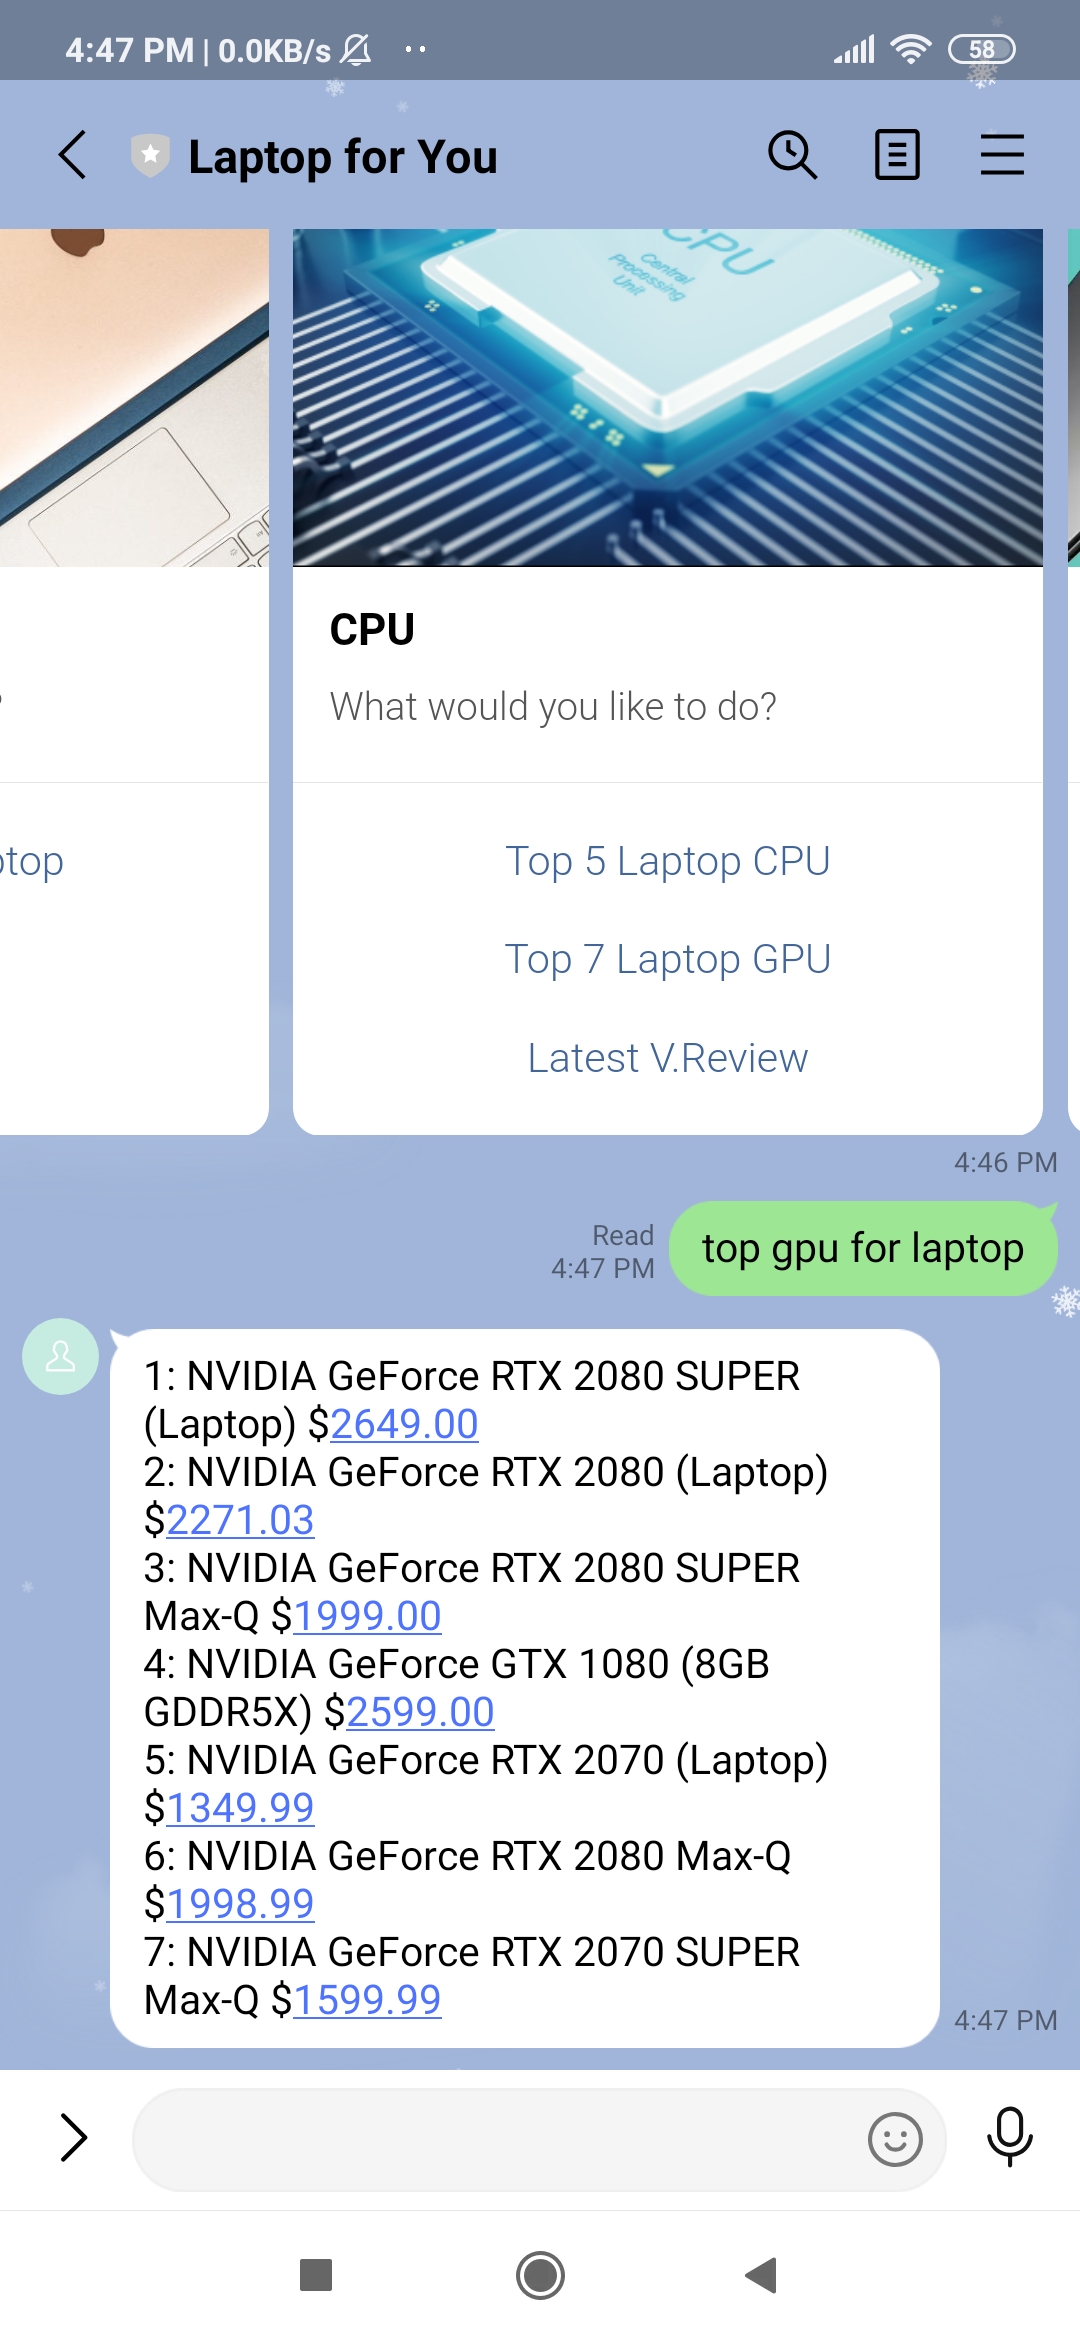 4:47 PM | 0.0KB/s
58
Laptop for You
CPU
Central
Processing
Unit
CPU
What would you like to do?
Top 5 Laptop CPU
Top 7 Laptop GPU
Latest V.Review
4:46 PM
Read
4:47 PM
top gpu for laptop
1: NVIDIA GeForce RTX 2080 SUPER
(Laptop) $2649.00
2: NVIDIA GeForce RTX 2080 (Laptop)
$2271.03
3: NVIDIA GeForce RTX 2080 SUPER
Max-Q $1999.00
4: NVIDIA GeForce GTX 1080 (8GB
GDDR5X) $2599.00
5: NVIDIA GeForce RTX 2070 (Laptop)
$1349.99
6: NVIDIA GeForce RTX 2080 Max-Q
$1998.99
7: NVIDIA GeForce RTX 2070 SUPER
Max-Q $1599.99
4:47 PM